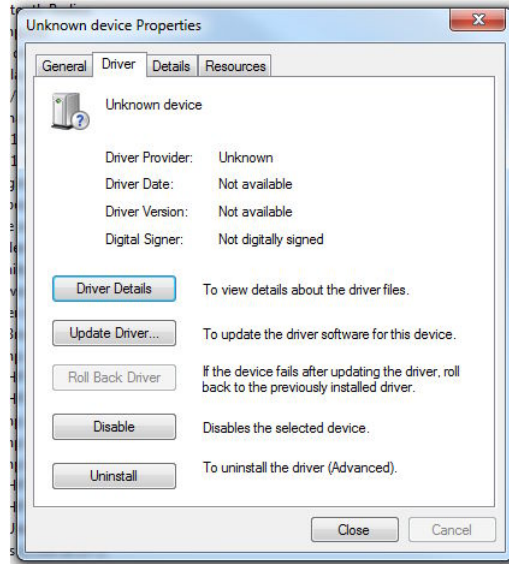 Unknown device Properties
General Driver Details Resources
Unknown device
Driver Provider: Unknown
Driver Date: Not available
Driver Version: Not available
Digital Signer: Not digitally signed
Driver Details To view details about the driver files.
Update Driver... To update the driver software for this device.
Roll Back Driver If the device fails after updating the driver, roll
back to the previously installed driver.
Disable Disables the selected device.
Uninstall To uninstall the driver (Advanced).
Close Cancel